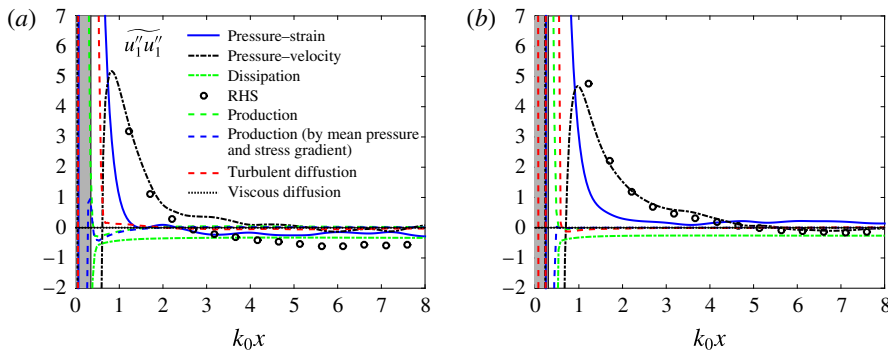 (a)
(b)
7
6
5
4
3
2
1
0
−1
−2
0 1 2 3 4 5 6 7 8
k₀x
u₁″u₁″
Pressure–strain
Pressure–velocity
Dissipation
RHS
Production
Production (by mean pressure
and stress gradient)
Turbulent diffustion
Viscous diffusion
7
6
5
4
3
2
1
0
−1
−2
0 1 2 3 4 5 6 7 8
k₀x